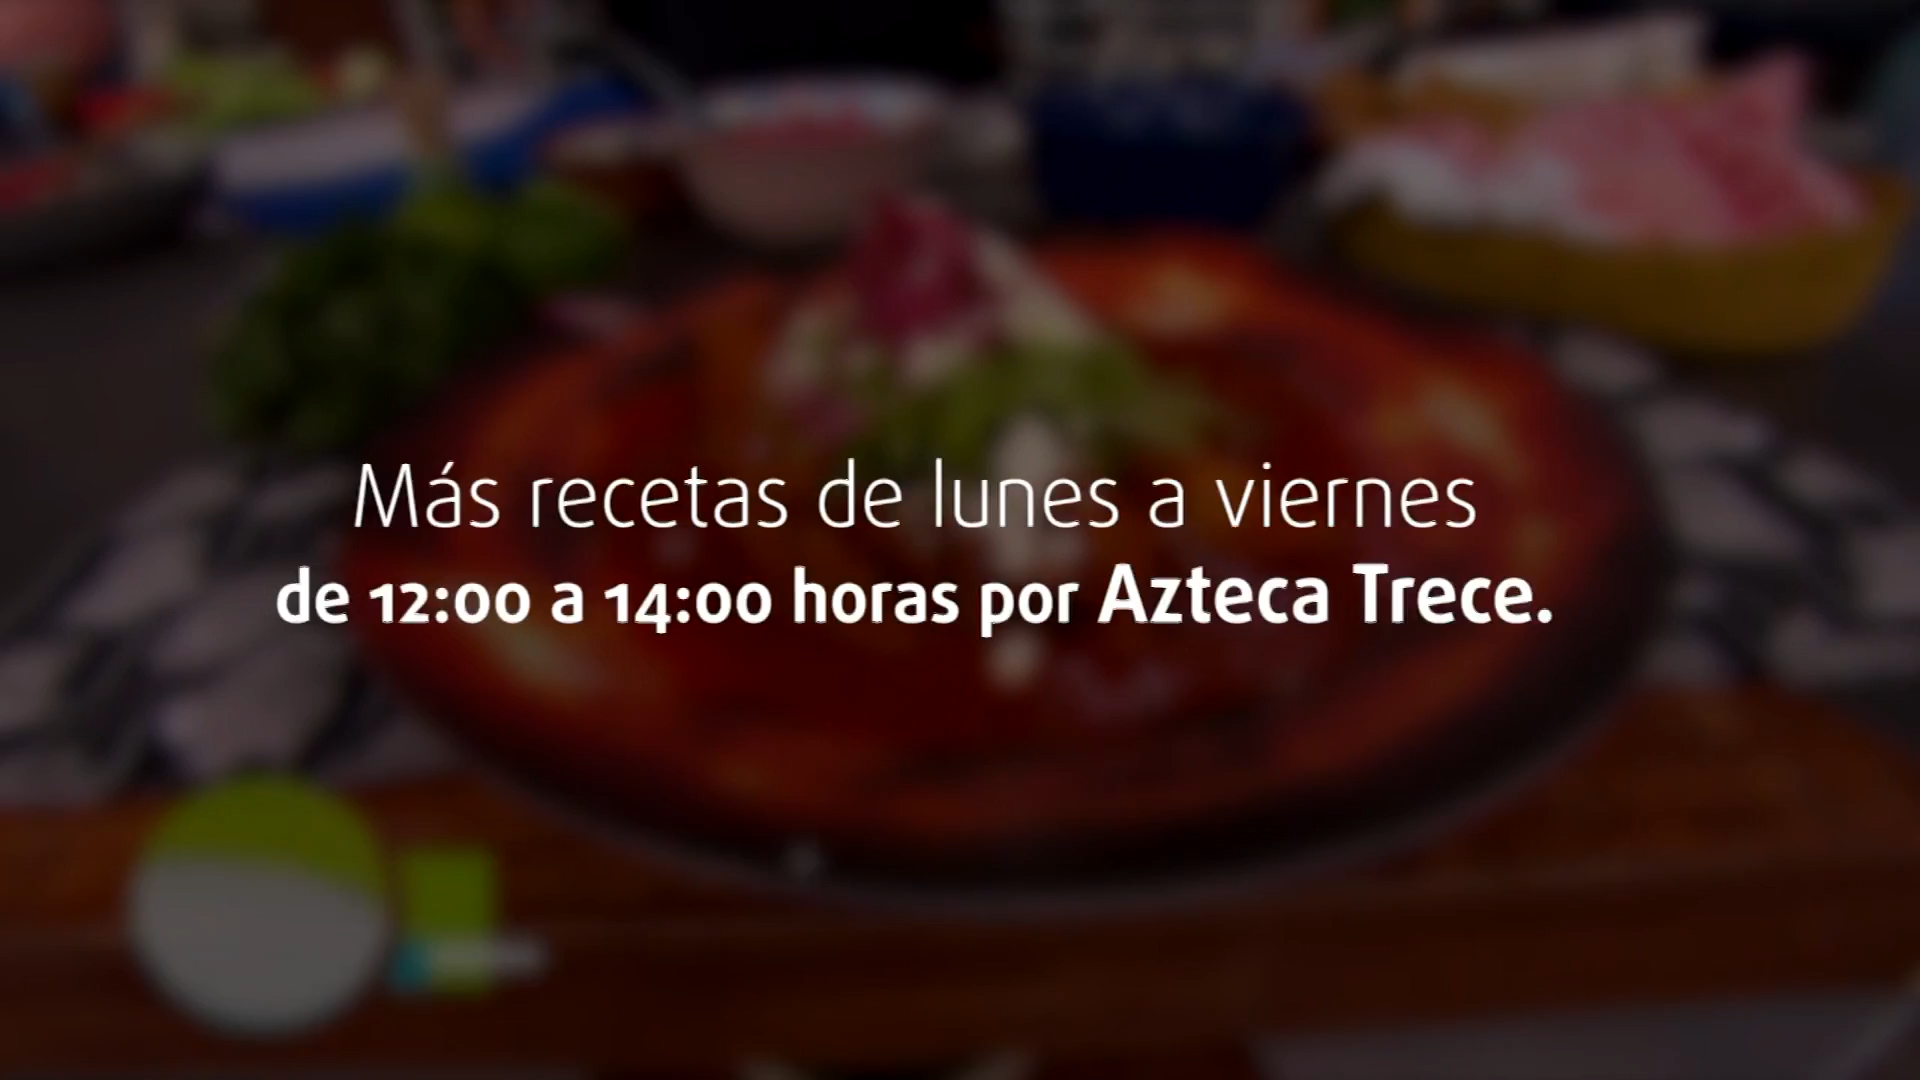 Más recetas de lunes a viernes
de 12:00 a 14:00 horas por Azteca Trece.